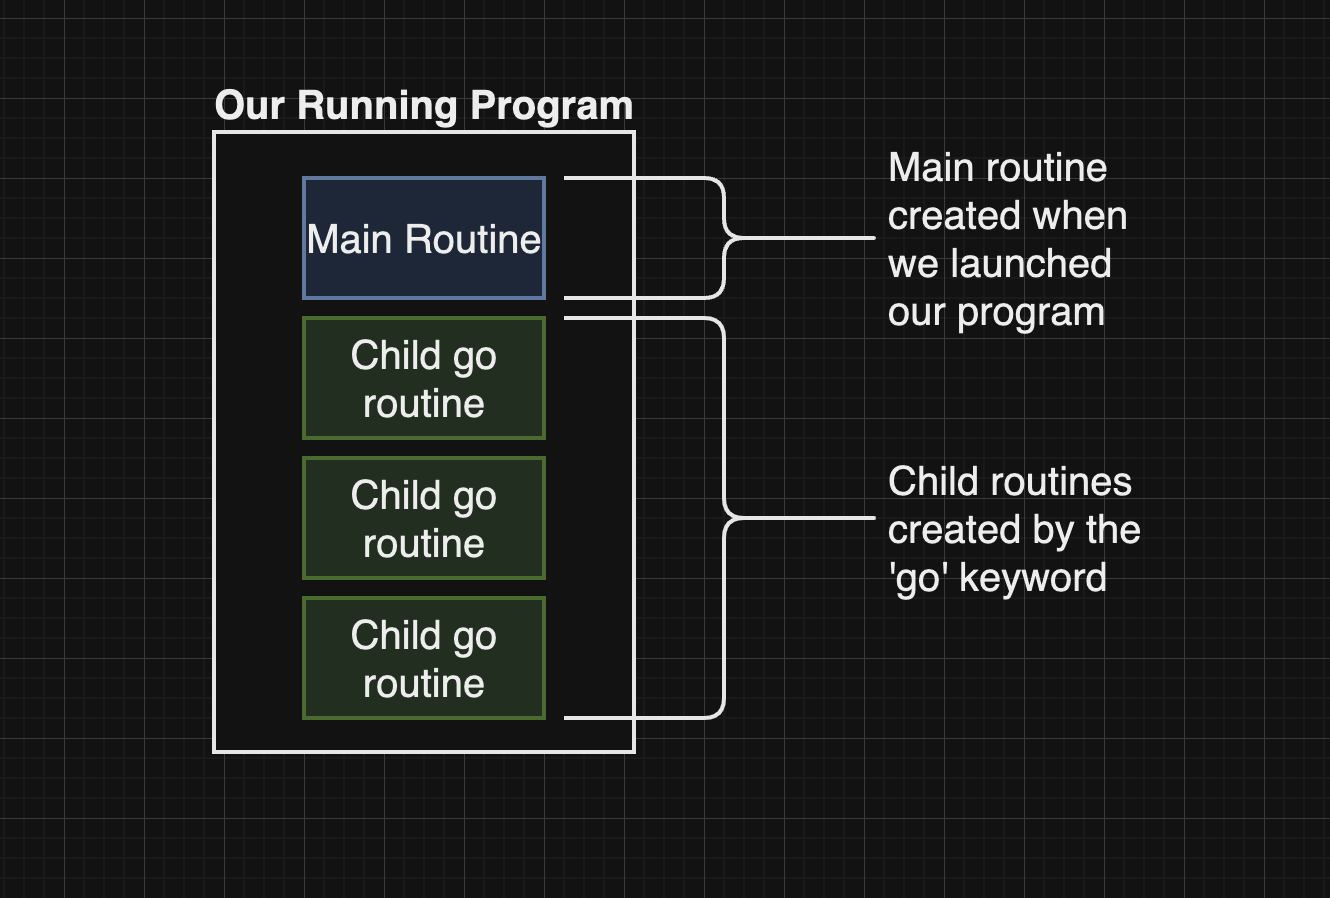 Our Running Program
Main Routine
Main routine
created when
we launched
our program
Child go
routine
Child go
routine
Child go
routine
Child routines
created by the
'go' keyword